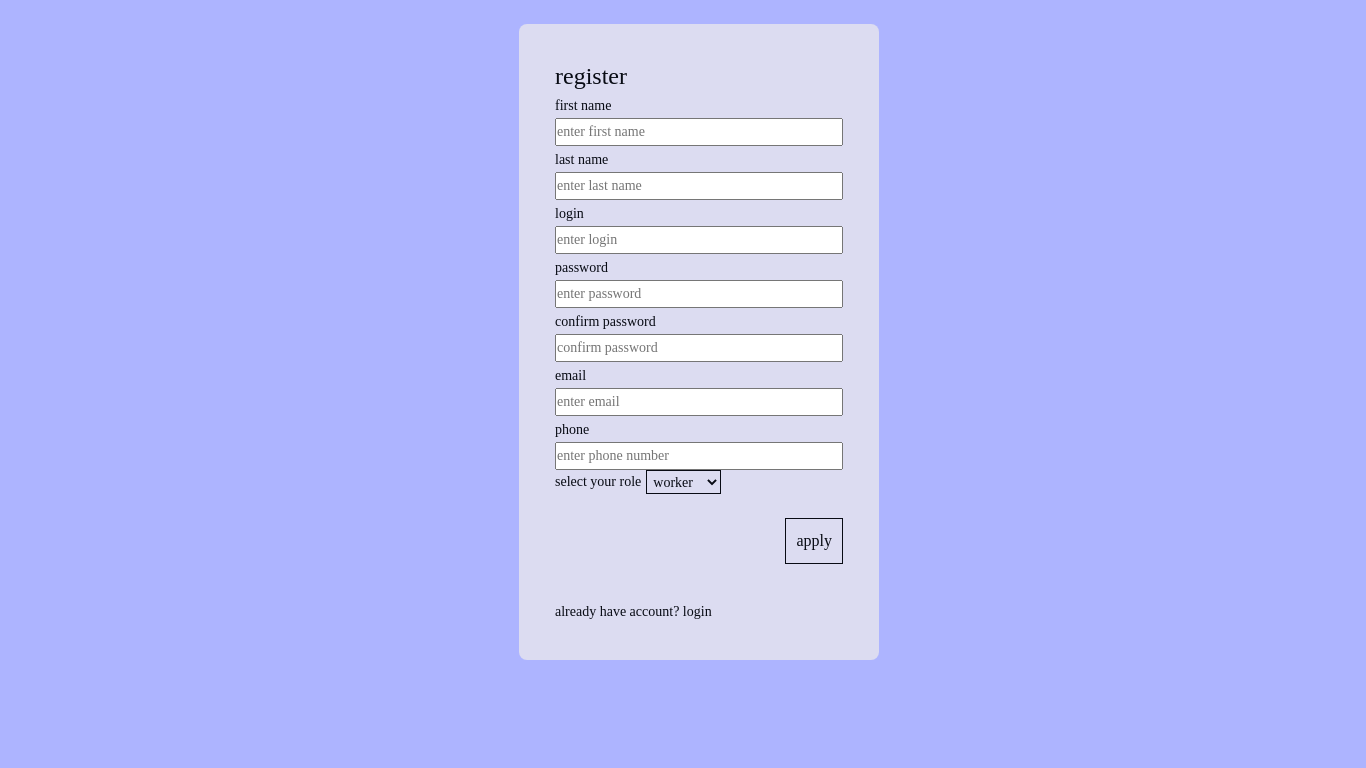 register
first name
enter first name
last name
enter last name
login
enter login
password
enter password
confirm password
confirm password
email
enter email
phone
enter phone number
select your role worker
apply
already have account? login